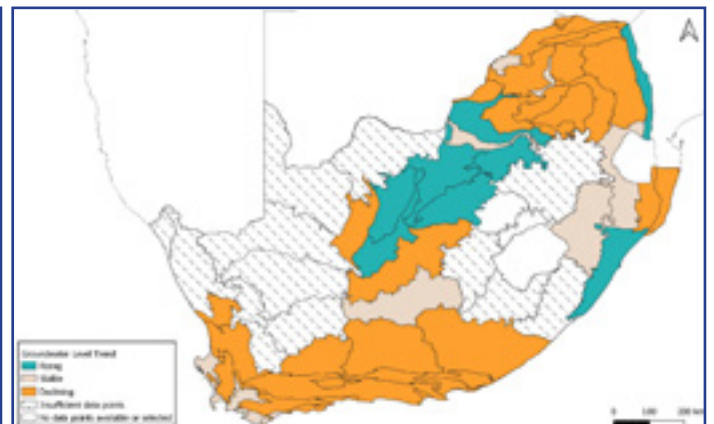 Groundwater Level Trend
Rising
Stable
Declining
Insufficient data points
No data points available or selected
0 100 200 km